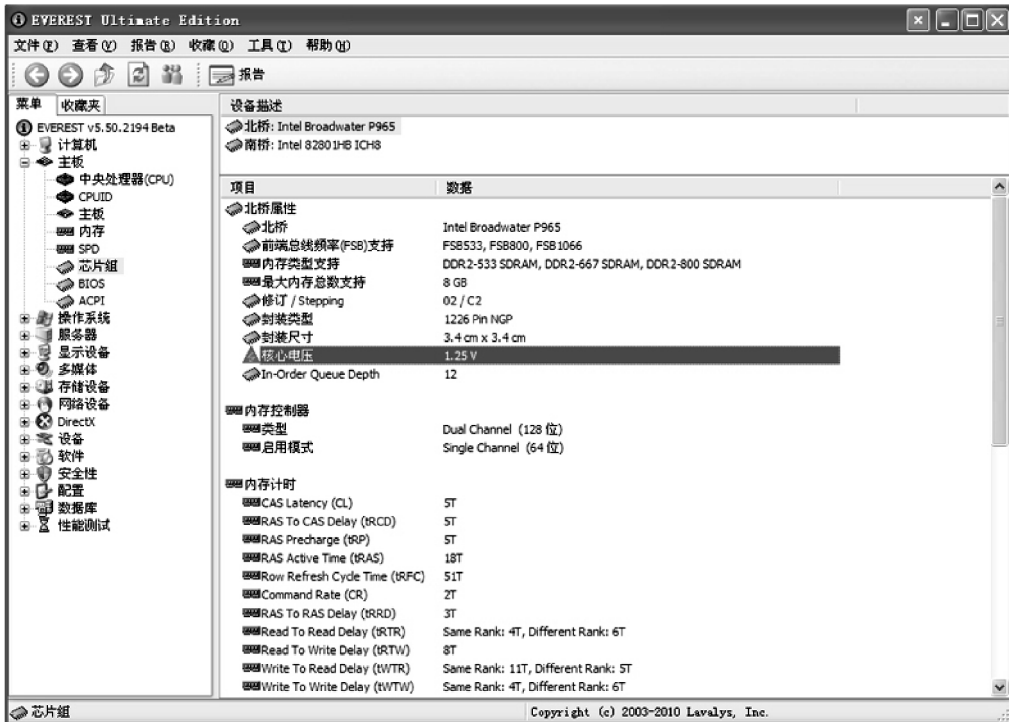 EVEREST Ultimate Edition
文件(F) 查看(V) 报告(R) 收藏(O) 工具(T) 帮助(H)
报告
菜单 收藏夹
EVEREST v5.50.2194 Beta
计算机
主板
中央处理器(CPU)
CPUID
主板
内存
SPD
芯片组
BIOS
ACPI
操作系统
服务器
显示设备
多媒体
存储设备
网络设备
DirectX
设备
软件
安全性
配置
数据库
性能测试
设备描述
北桥: Intel Broadwater P965
南桥: Intel 82801HB ICH8
项目 数据
北桥属性
北桥 Intel Broadwater P965
前端总线频率(FSB)支持 FSB533, FSB800, FSB1066
内存类型支持 DDR2-533 SDRAM, DDR2-667 SDRAM, DDR2-800 SDRAM
最大内存总数支持 8 GB
修订 / Stepping 02 / C2
封装类型 1226 Pin NGP
封装尺寸 3.4 cm x 3.4 cm
核心电压 1.25 V
In-Order Queue Depth 12
内存控制器
类型 Dual Channel (128 位)
启用模式 Single Channel (64 位)
内存计时
CAS Latency (CL) 5T
RAS To CAS Delay (tRCD) 5T
RAS Precharge (tRP) 5T
RAS Active Time (tRAS) 18T
Row Refresh Cycle Time (tRFC) 51T
Command Rate (CR) 2T
RAS To RAS Delay (tRRD) 3T
Read To Read Delay (tRTR) Same Rank: 4T, Different Rank: 6T
Read To Write Delay (tRTW) 8T
Write To Read Delay (tWTR) Same Rank: 11T, Different Rank: 5T
Write To Write Delay (tWTW) Same Rank: 4T, Different Rank: 6T
芯片组 Copyright (c) 2003-2010 Lavalys, Inc.